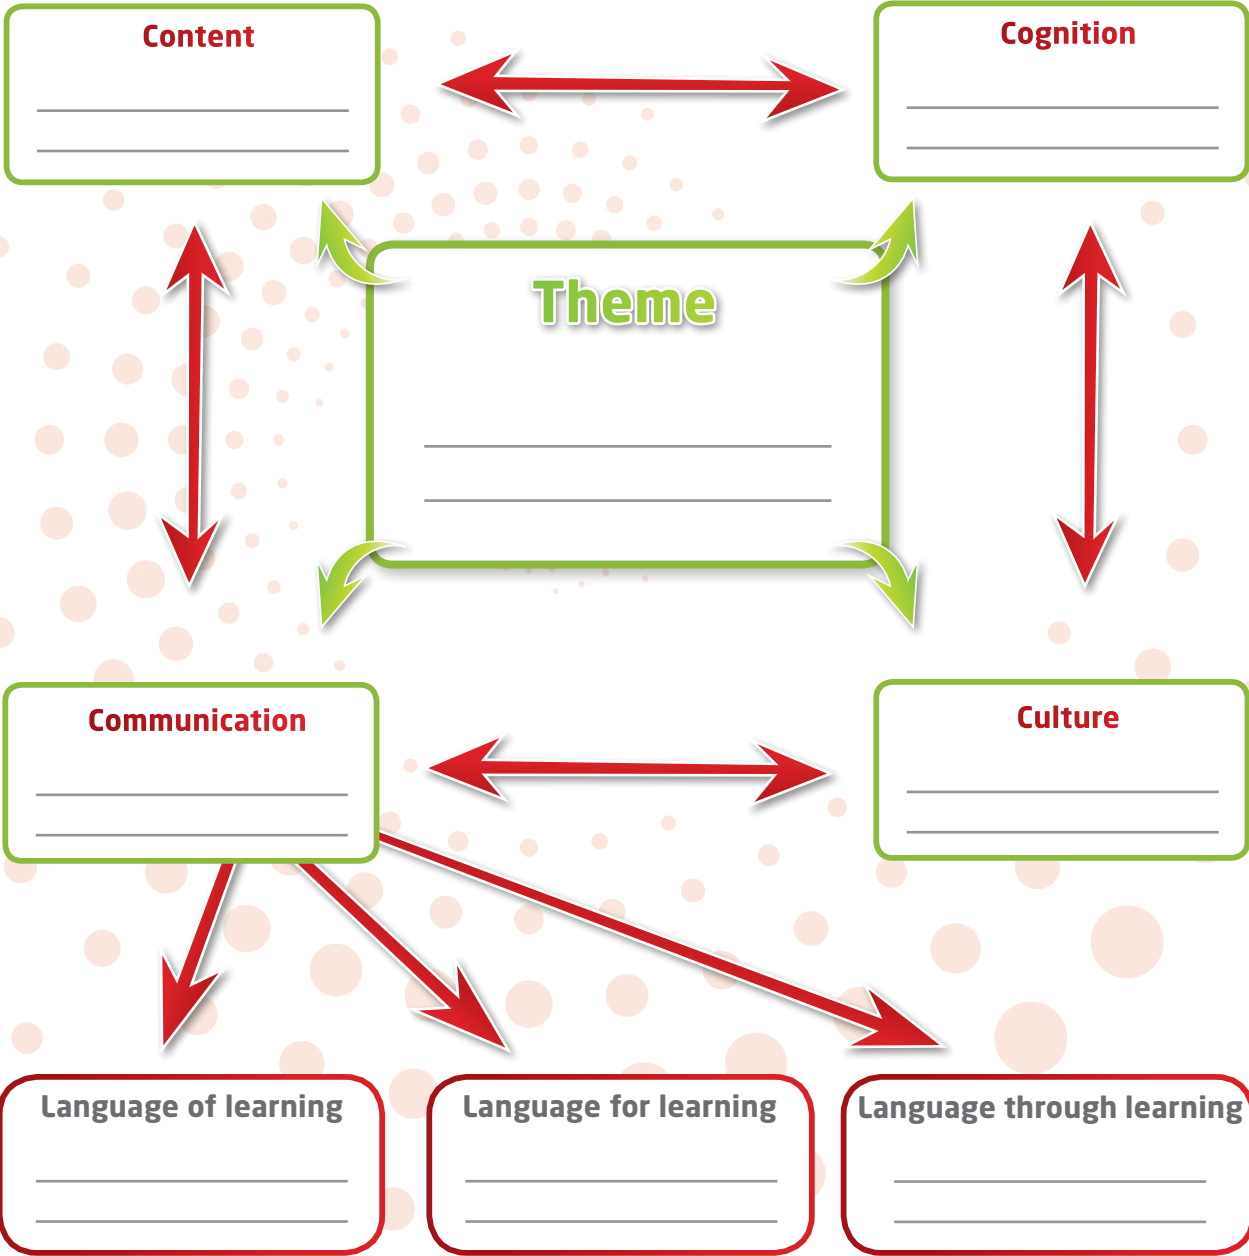 Content
Cognition
Theme
Communication
Culture
Language of learning
Language for learning
Language through learning